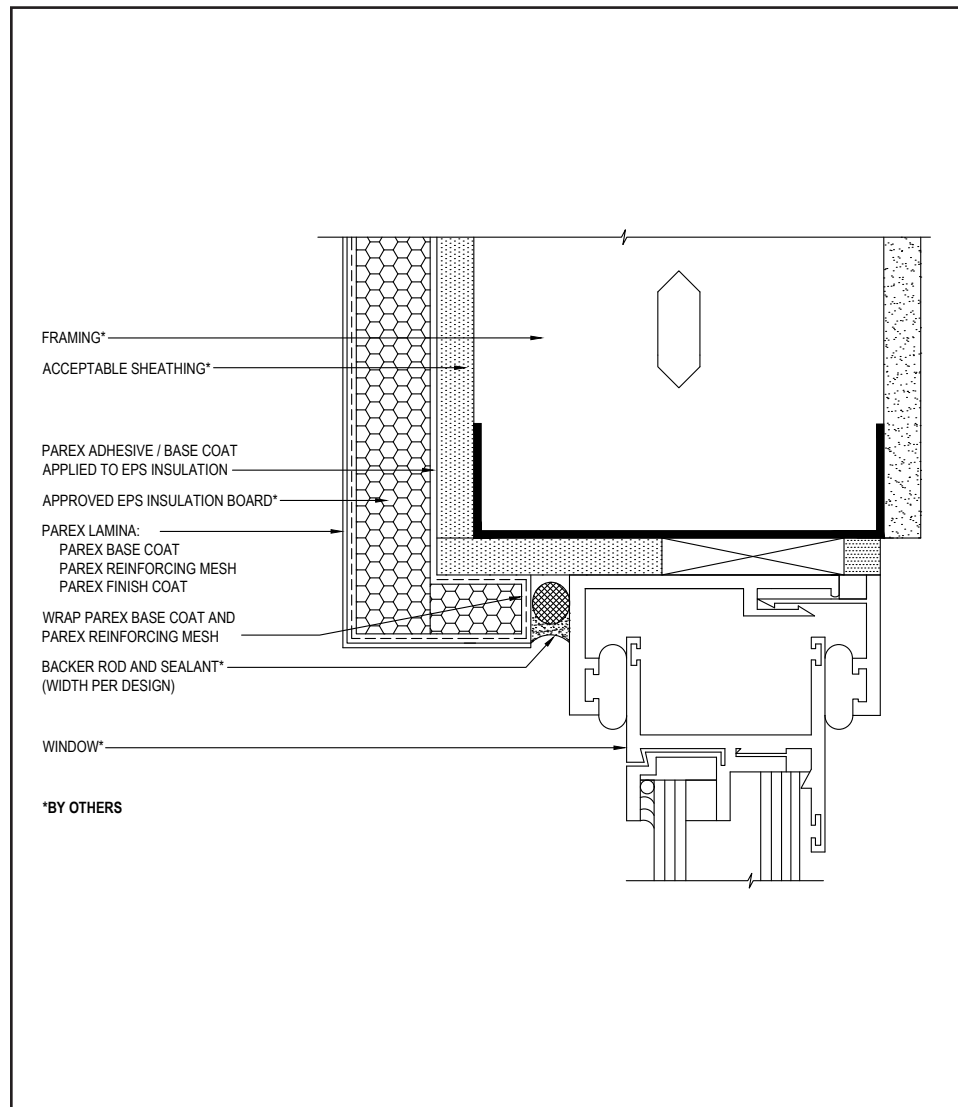 FRAMING*
ACCEPTABLE SHEATHING*
PAREX ADHESIVE / BASE COAT
APPLIED TO EPS INSULATION
APPROVED EPS INSULATION BOARD*
PAREX LAMINA:
PAREX BASE COAT
PAREX REINFORCING MESH
PAREX FINISH COAT
WRAP PAREX BASE COAT AND
PAREX REINFORCING MESH
BACKER ROD AND SEALANT*
(WIDTH PER DESIGN)
WINDOW*
*BY OTHERS